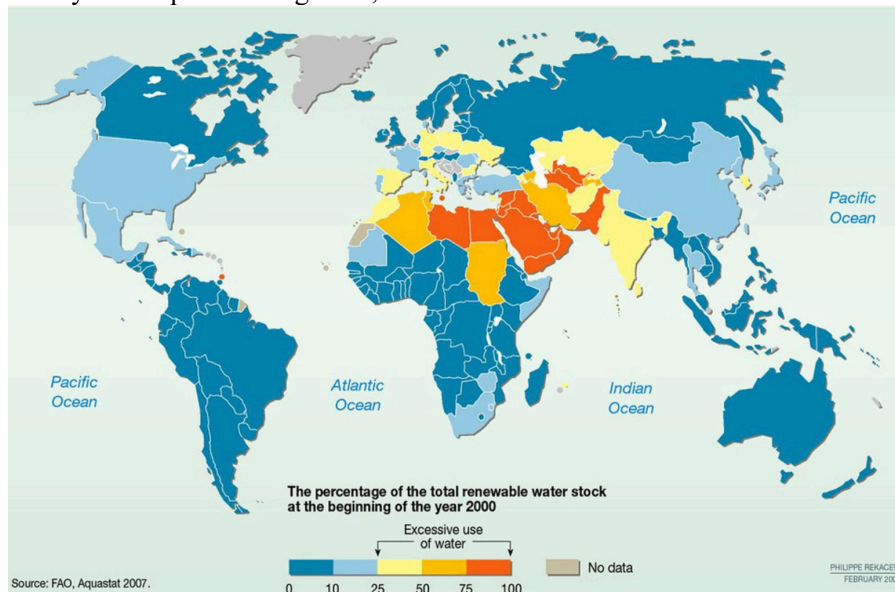 Pacific
Ocean
Pacific
Ocean
Atlantic
Ocean
Indian
Ocean
The percentage of the total renewable water stock
at the beginning of the year 2000
Excessive use
of water
No data
0 10 25 50 75 100
Source: FAO, Aquastat 2007.
PHILIPPE
FEBRUARY